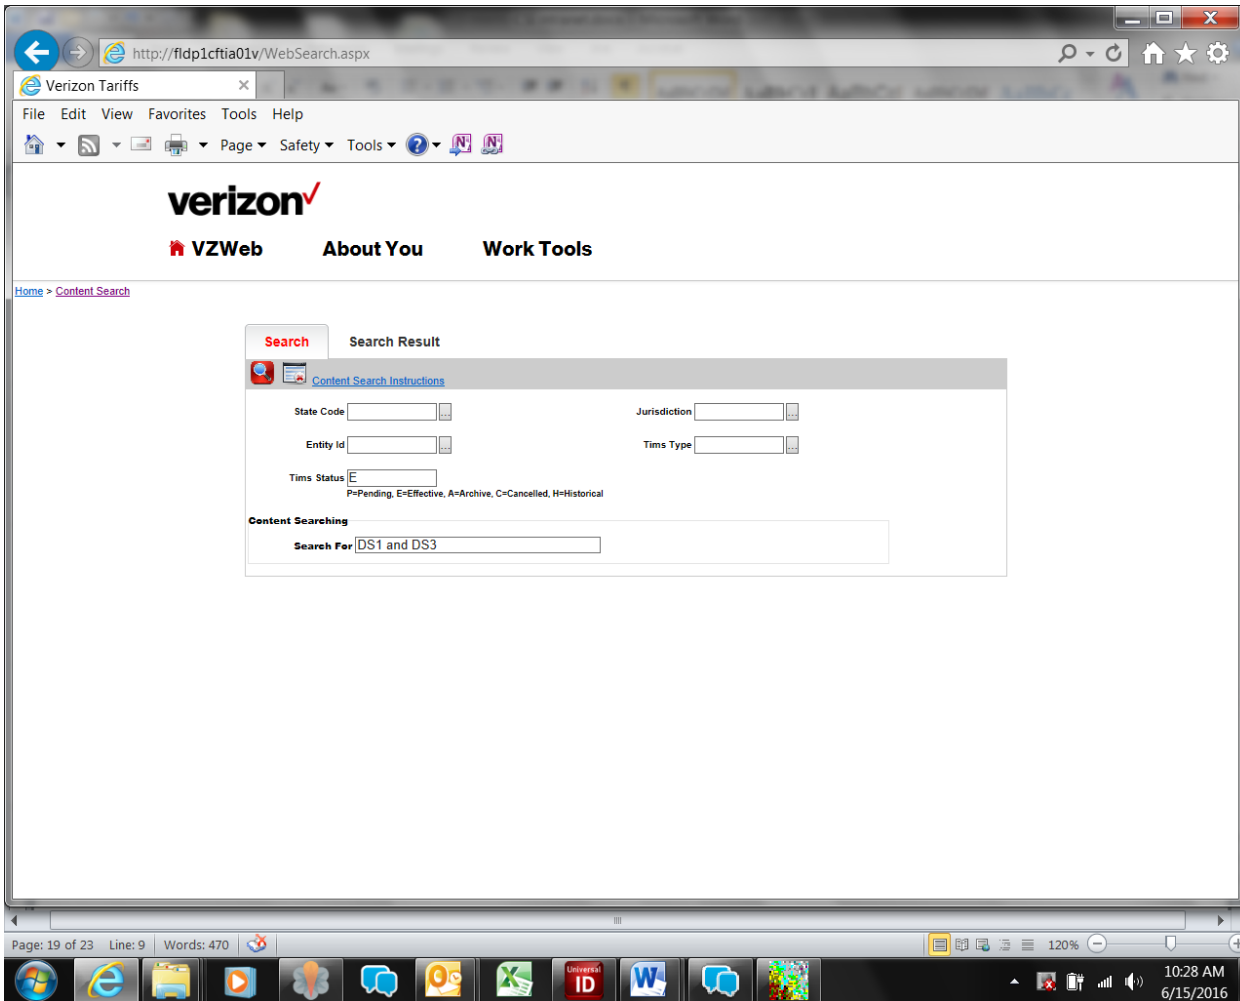 http://fldp1cftia01v/WebSearch.aspx
Verizon Tariffs
File Edit View Favorites Tools Help
Page Safety Tools
verizon
VZWeb About You Work Tools
Home > Content Search
Search Search Result
Content Search Instructions
State Code Jurisdiction
Entity Id Tims Type
Tims Status E
P=Pending, E=Effective, A=Archive, C=Cancelled, H=Historical
Content Searching
Search For DS1 and DS3
Page: 19 of 23 Line: 9 Words: 470 120%
Universal
ID
10:28 AM
6/15/2016